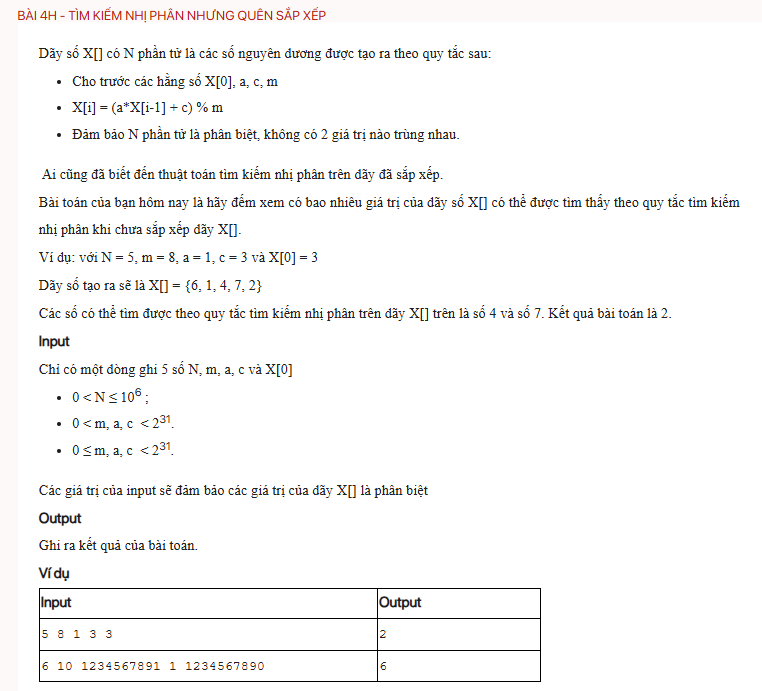 BÀI 4H - TÌM KIẾM NHỊ PHÂN NHƯNG QUÊN SẮP XẾP
Dãy số X[] có N phần tử là các số nguyên dương được tạo ra theo quy tắc sau:
• Cho trước các hằng số X[0], a, c, m
• X[i] = (a*X[i-1] + c) % m
• Đảm bảo N phần tử là phân biệt, không có 2 giá trị nào trùng nhau.
Ai cũng đã biết đến thuật toán tìm kiếm nhị phân trên dãy đã sắp xếp.
Bài toán của bạn hôm nay là hãy đếm xem có bao nhiêu giá trị của dãy số X[] có thể được tìm thấy theo quy tắc tìm kiếm
nhị phân khi chưa sắp xếp dãy X[].
Ví dụ: với N = 5, m = 8, a = 1, c = 3 và X[0] = 3
Dãy số tạo ra sẽ là X[] = {6, 1, 4, 7, 2}
Các số có thể tìm được theo quy tắc tìm kiếm nhị phân trên dãy X[] trên là số 4 và số 7. Kết quả bài toán là 2.
Input
Chỉ có một dòng ghi 5 số N, m, a, c và X[0]
• 0 < N ≤ 10⁶ ;
• 0 < m, a, c < 2³¹.
• 0 ≤ m, a, c < 2³¹.
Các giá trị của input sẽ đảm bảo các giá trị của dãy X[] là phân biệt
Output
Ghi ra kết quả của bài toán.
Ví dụ
Input Output
5 8 1 3 3 2
6 10 1234567891 1 1234567890 6